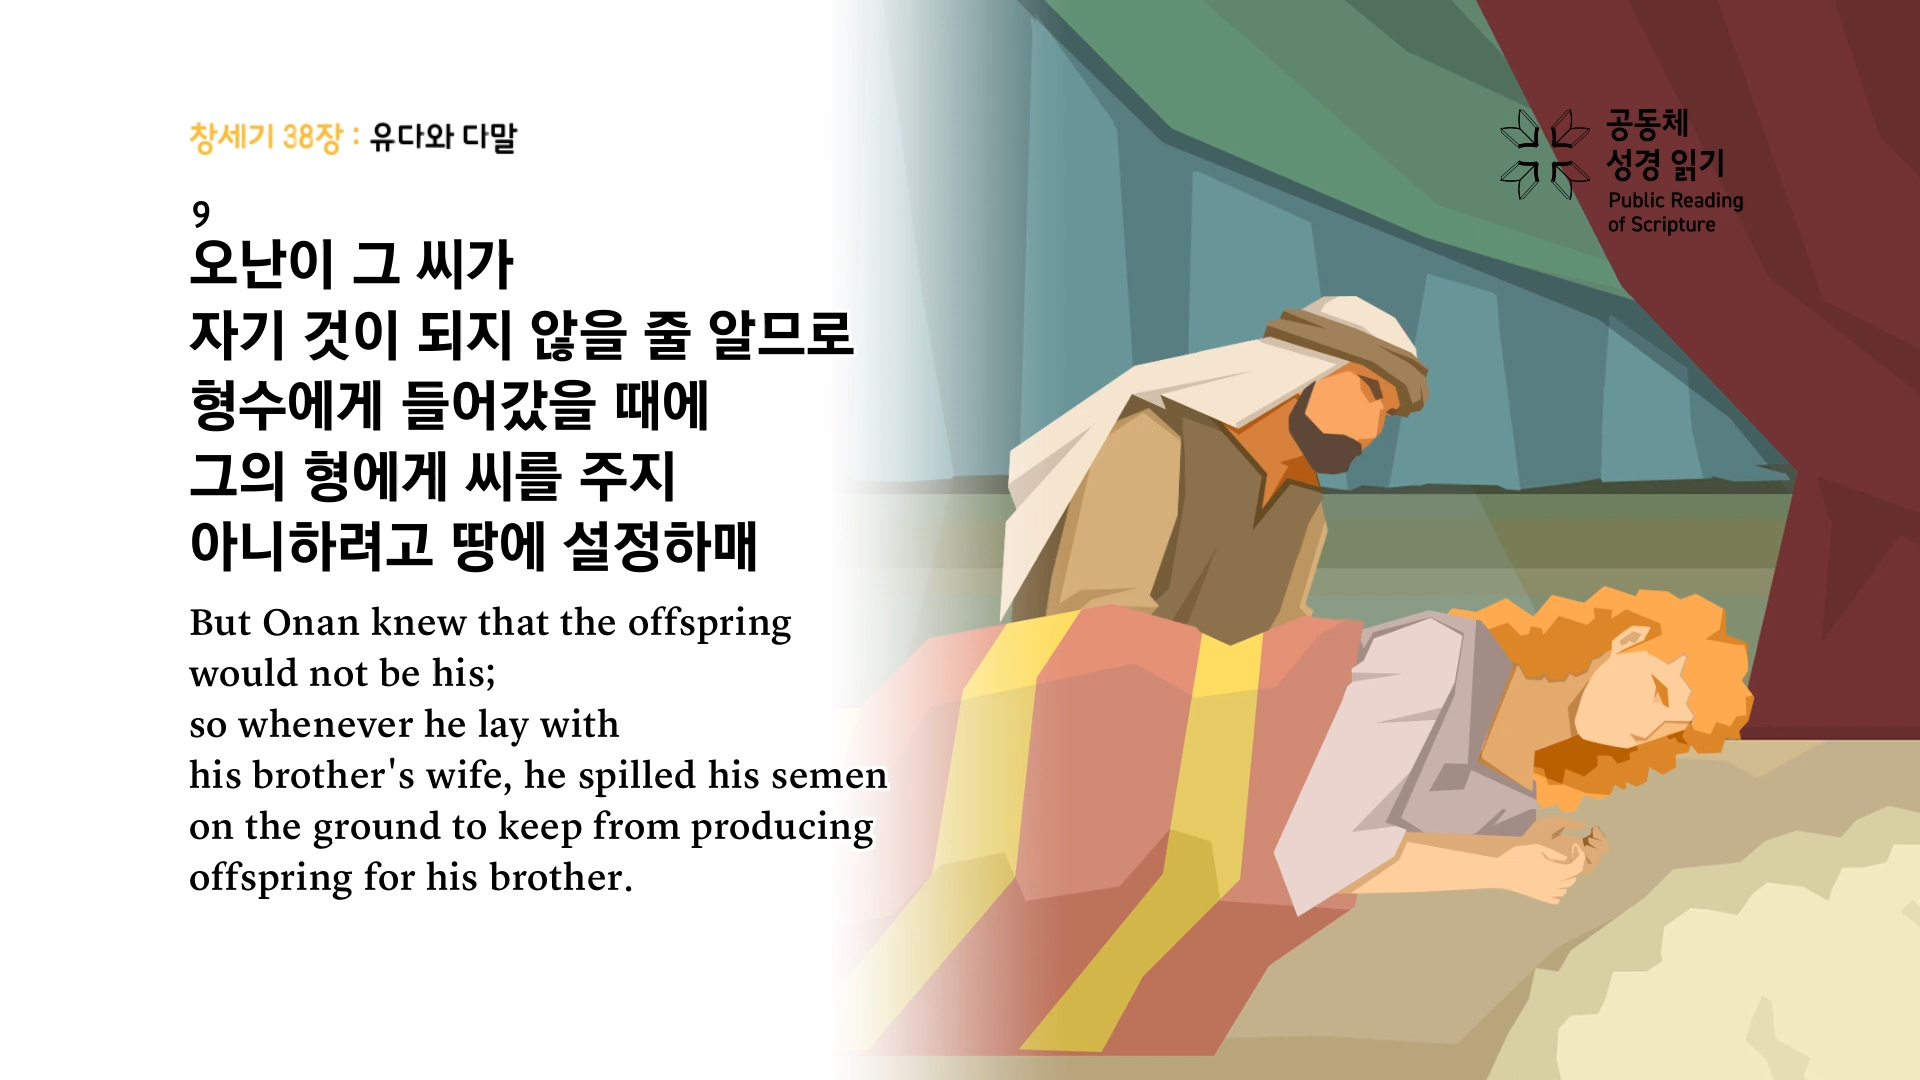 창세기 38장 : 유다와 다말
9
오난이 그 씨가
자기 것이 되지 않을 줄 알므로
형수에게 들어갔을 때에
그의 형에게 씨를 주지
아니하려고 땅에 설정하매
But Onan knew that the offspring
would not be his;
so whenever he lay with
his brother's wife, he spilled his semen
on the ground to keep from producing
offspring for his brother.
공동체
성경 읽기
Public Reading
of Scripture